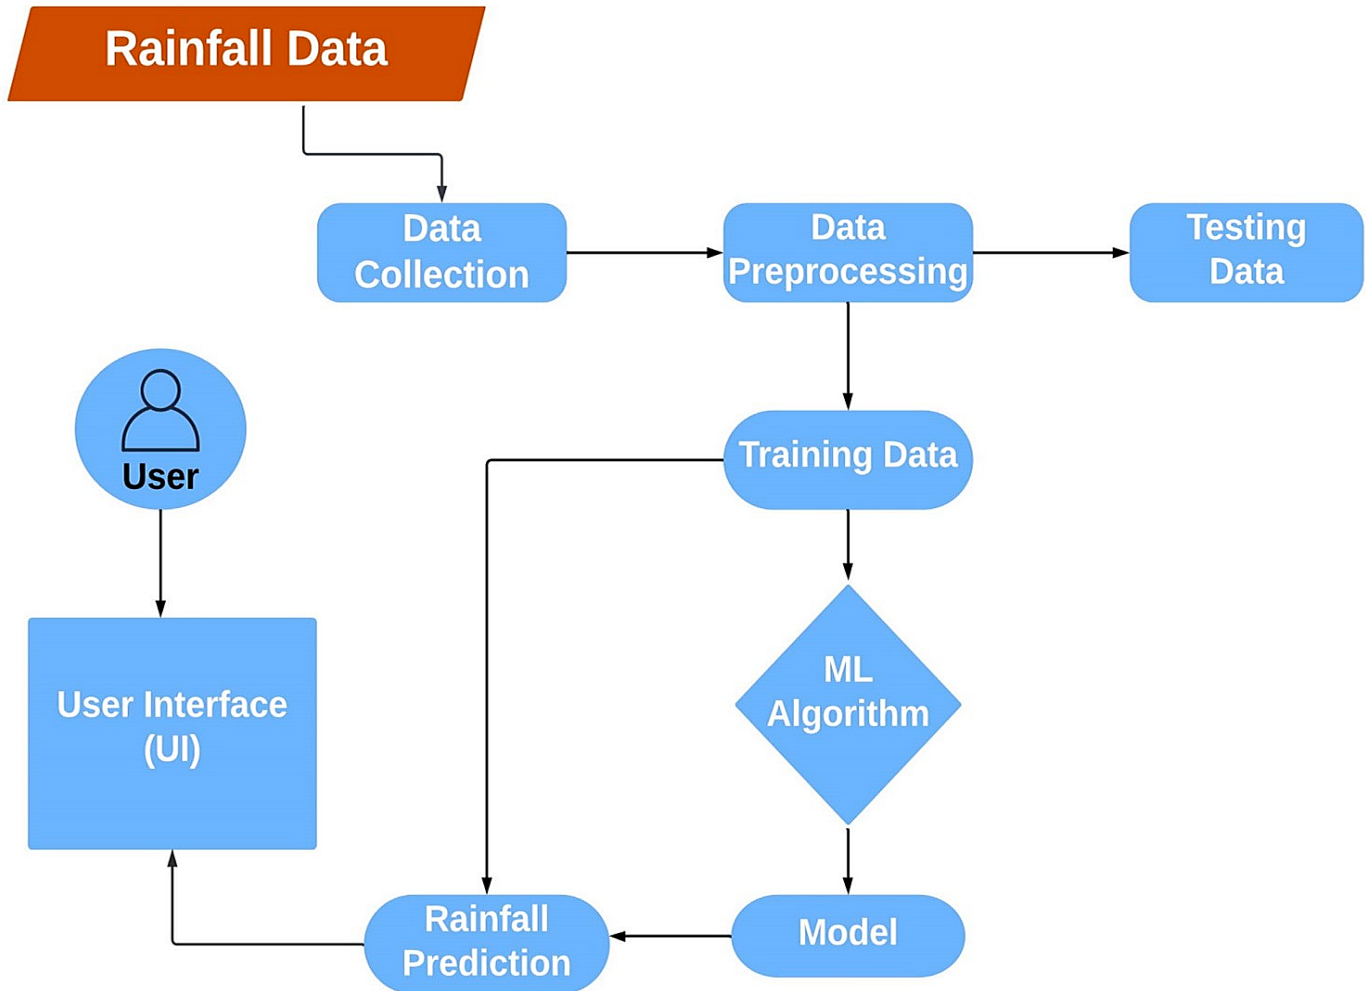 Rainfall Data
Data
Collection
Data
Preprocessing
Testing
Data
User
Training Data
User Interface
(UI)
ML
Algorithm
Rainfall
Prediction
Model